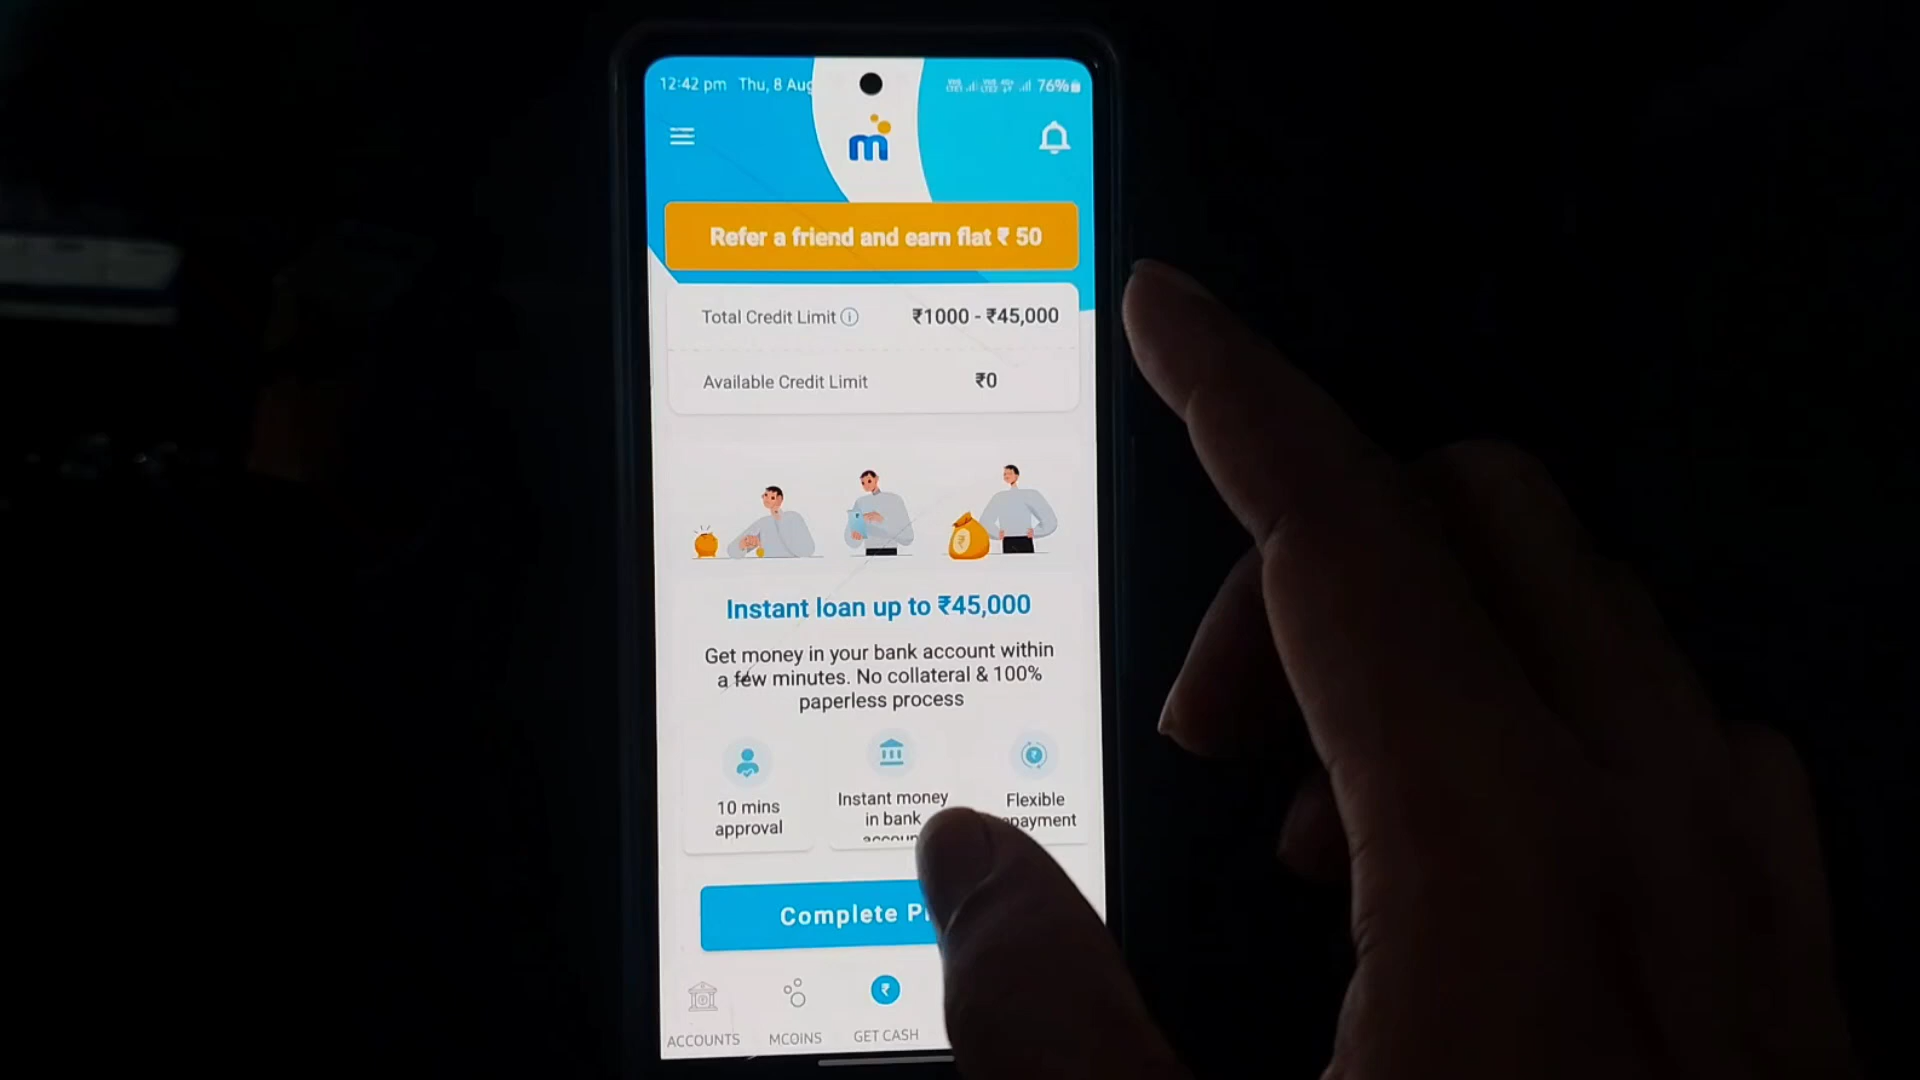 12:42 pm Thu, 8 Aug
76%
m
Refer a friend and earn flat ₹ 50
Total Credit Limit ₹1000 - ₹45,000
Available Credit Limit ₹0
Instant loan up to ₹45,000
Get money in your bank account within
a few minutes. No collateral & 100%
paperless process
10 mins
approval
Instant money
in bank
Flexible
payment
Complete
ACCOUNTS
MCOINS
GET CASH